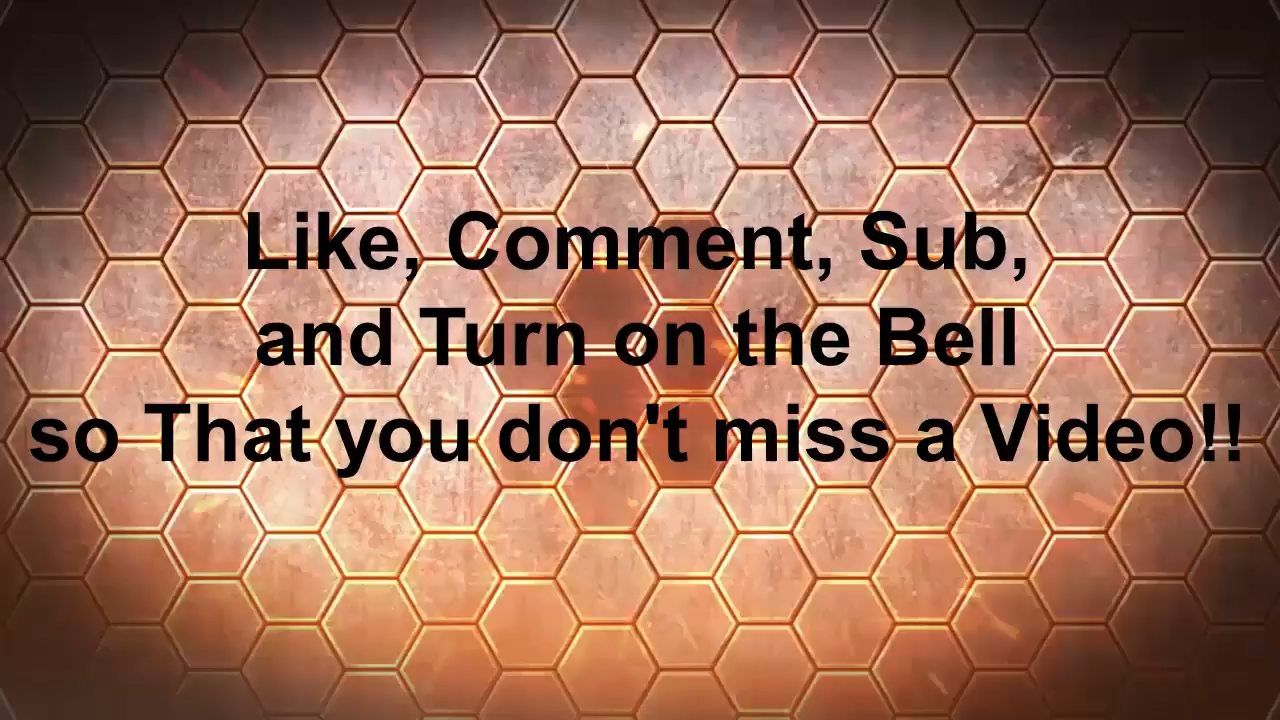 Like, Comment, Sub,
and Turn on the Bell
so That you don't miss a Video!!